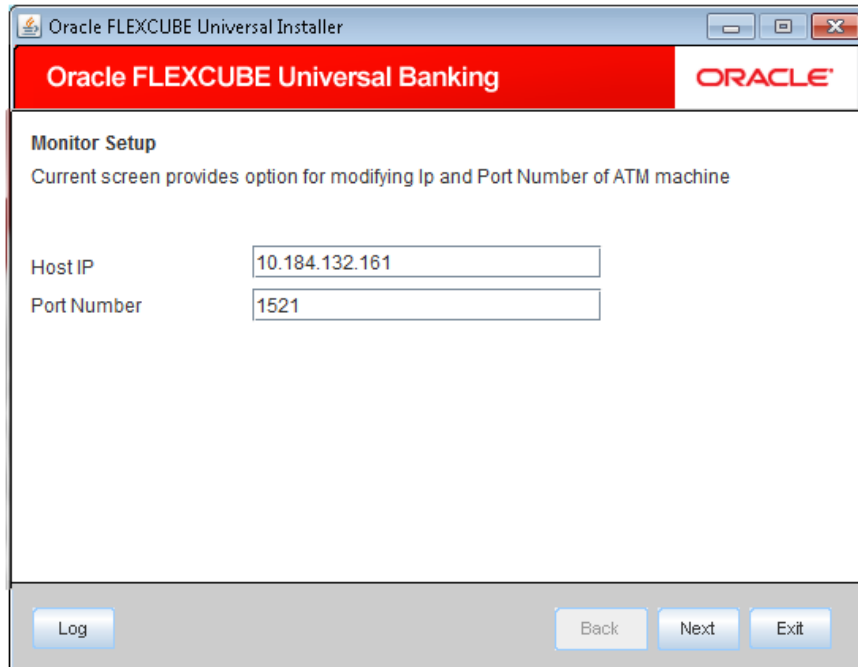 Oracle FLEXCUBE Universal Installer
Oracle FLEXCUBE Universal Banking
ORACLE
Monitor Setup
Current screen provides option for modifying Ip and Port Number of ATM machine
Host IP 10.184.132.161
Port Number 1521
Log Back Next Exit